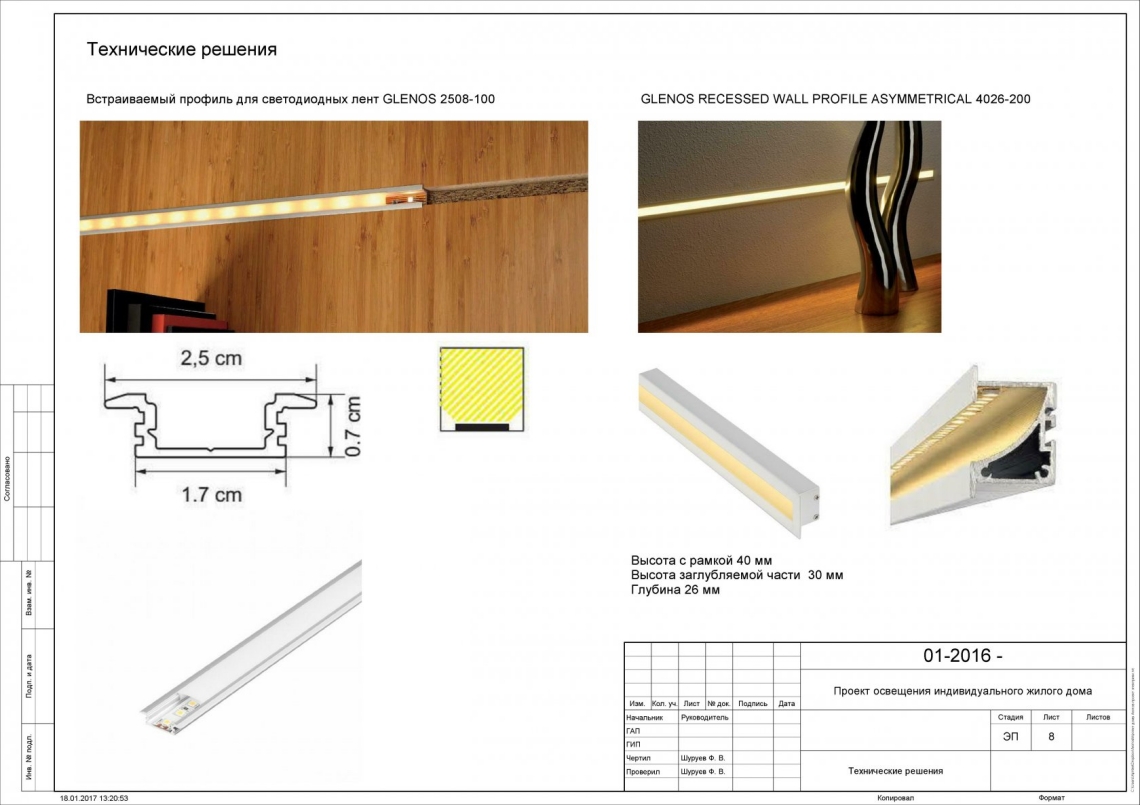 Технические решения
Встраиваемый профиль для светодиодных лент GLENOS 2508-100
GLENOS RECESSED WALL PROFILE ASYMMETRICAL 4026-200
2,5 cm
0.7 cm
1.7 cm
Высота с рамкой 40 мм
Высота заглубляемой части 30 мм
Глубина 26 мм
Согласовано
Взам. инв. №
Подп. и дата
Инв. № подл.
01-2016 -
Проект освещения индивидуального жилого дома
Изм. Кол. уч. Лист № док. Подпись Дата
Начальник Руководитель
ГАП
ГИП
Чертил Шуруев Ф. В.
Проверил Шуруев Ф. В.
Стадия Лист Листов
ЭП 8
Технические решения
18.01.2017 13:20:53
Копировал
Формат